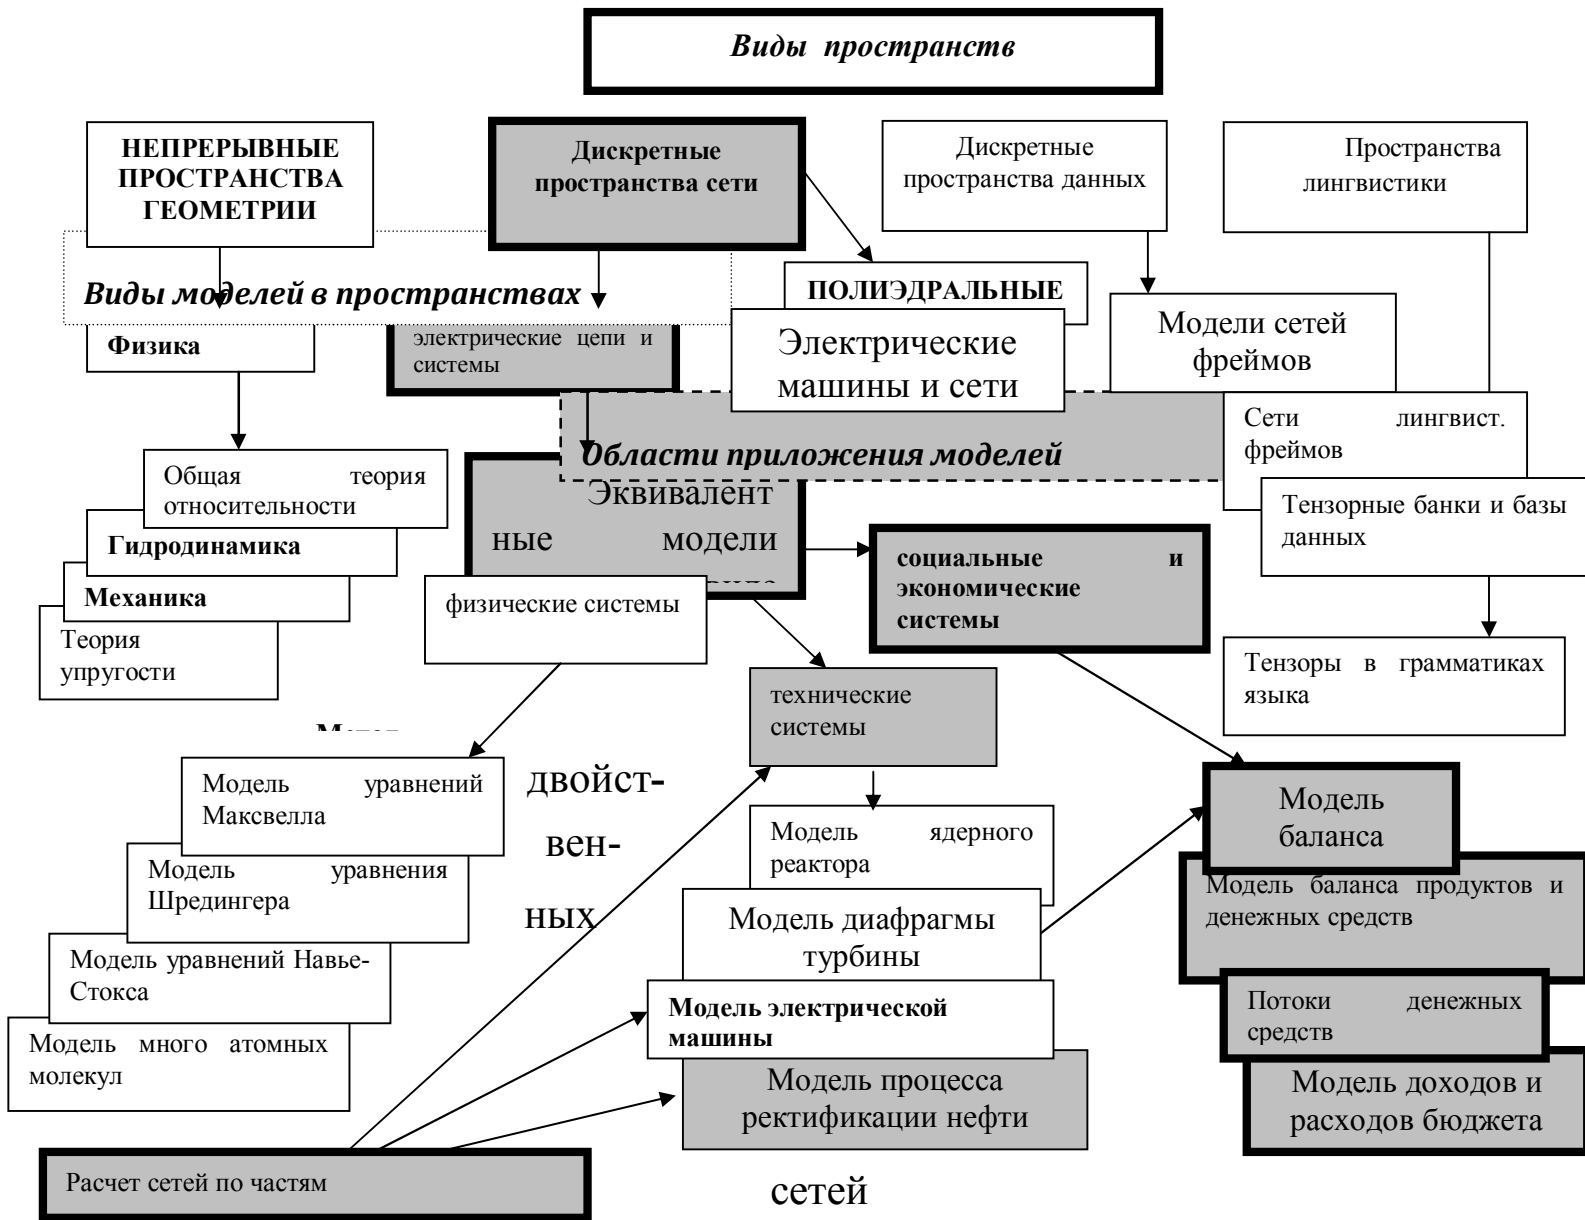 Виды пространств
НЕПРЕРЫВНЫЕ
ПРОСТРАНСТВА
ГЕОМЕТРИИ
Дискретные
пространства сети
Дискретные
пространства данных
Пространства
лингвистики
Виды моделей в пространствах
ПОЛИЭДРАЛЬНЫЕ
Физика
электрические цепи и
системы
Электрические
машины и сети
Модели сетей
фреймов
Области приложения моделей
Сети лингвист.
фреймов
Общая теория
относительности
Гидродинамика
Механика
Теория
упругости
Эквивалент
ные модели
физические системы
социальные и
экономические
системы
Тензорные банки и базы
данных
Тензоры в грамматиках
языка
технические
системы
Модель уравнений
Максвелла
Модель уравнения
Шредингера
Модель уравнений Навье-
Стокса
Модель много атомных
молекул
двойст-
вен-
ных
Модель ядерного
реактора
Модель диафрагмы
турбины
Модель электрической
машины
Модель процесса
ректификации нефти
Модель
баланса
Модель баланса продуктов и
денежных средств
Потоки денежных
средств
Модель доходов и
расходов бюджета
Расчет сетей по частям
сетей